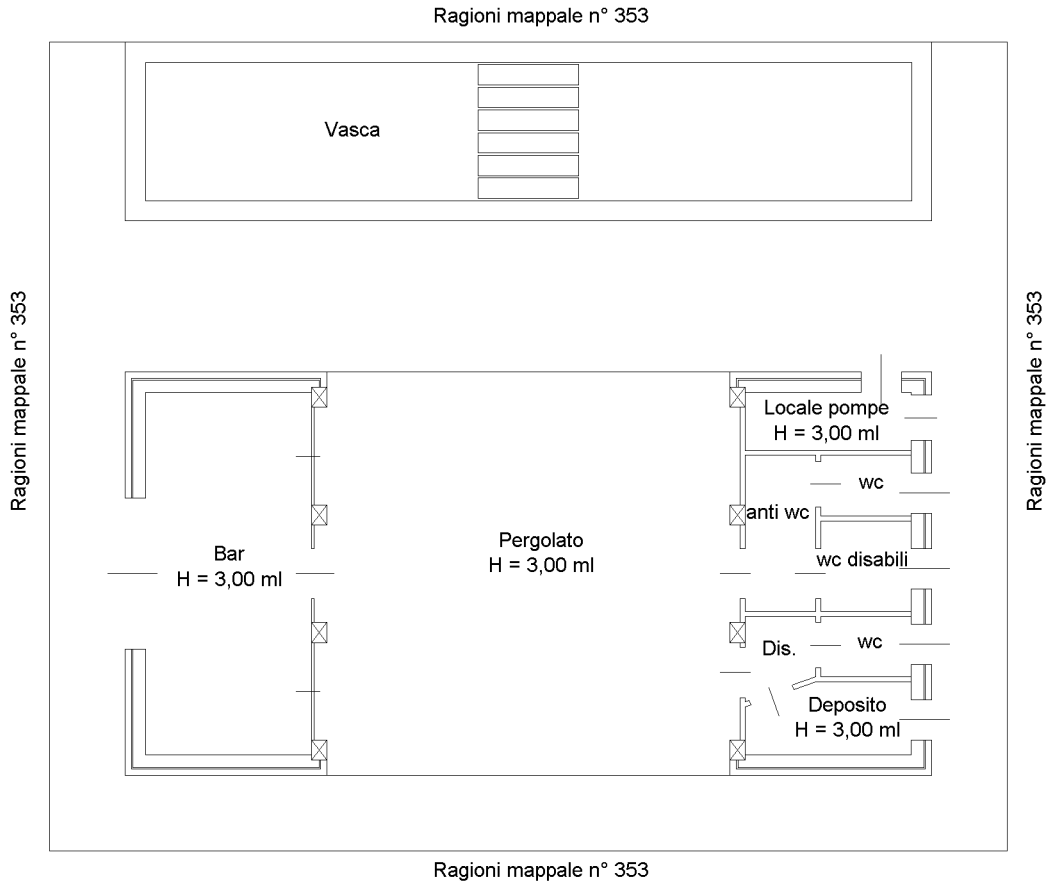 Ragioni mappale n° 353
Vasca
Ragioni mappale n° 353
Ragioni mappale n° 353
Locale pompe
H = 3,00 ml
wc
anti wc
Pergolato
H = 3,00 ml
Bar
H = 3,00 ml
wc disabili
Dis.
wc
Deposito
H = 3,00 ml
Ragioni mappale n° 353